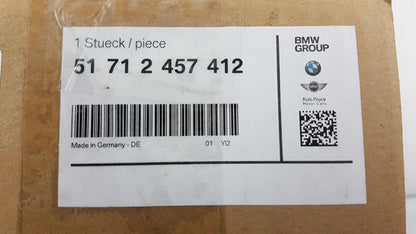 1 Stueck / piece
51 71 2 457 412
Made in Germany - DE 01 YI2
BMW
GROUP
Rolls-Royce
Motor Cars